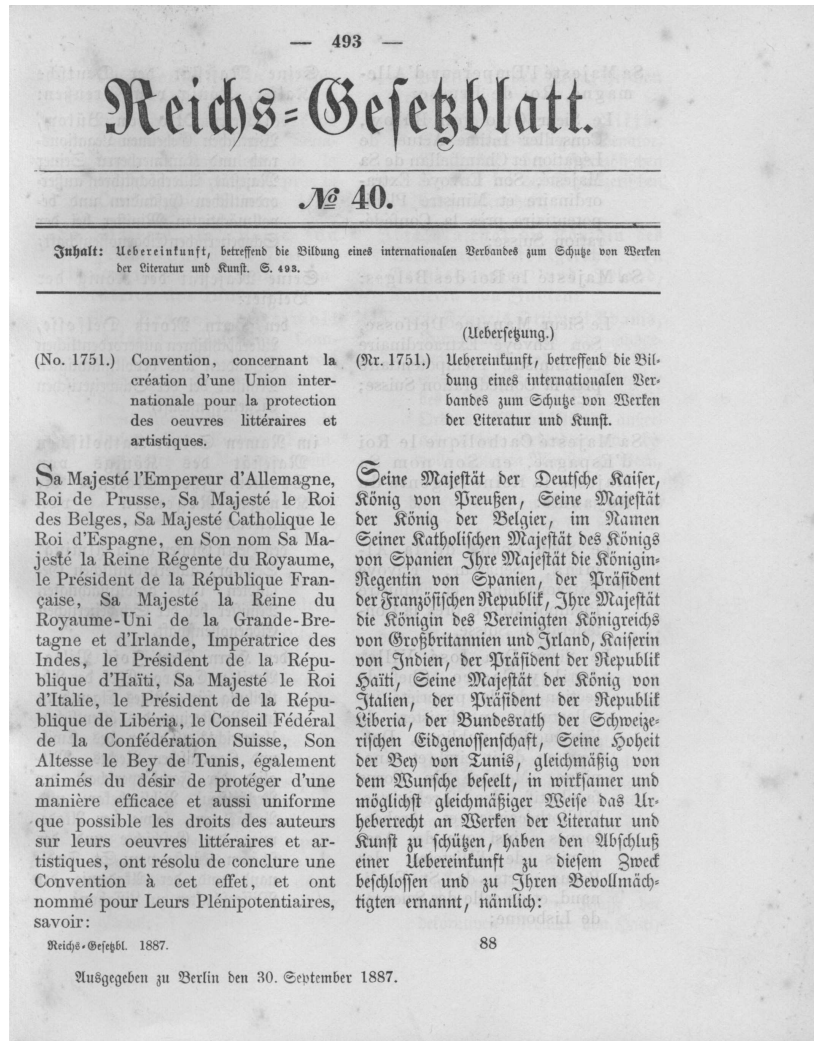 — 493 —
Reichs-Gesetzblatt.
№ 40.
Inhalt: Uebereinkunft, betreffend die Bildung eines internationalen Verbandes zum Schutze von Werken
der Literatur und Kunst. S. 493.
(No. 1751.) Convention, concernant la
création d'une Union inter-
nationale pour la protection
des oeuvres littéraires et
artistiques.
Sa Majesté l'Empereur d'Allemagne,
Roi de Prusse, Sa Majesté le Roi
des Belges, Sa Majesté Catholique le
Roi d'Espagne, en Son nom Sa Ma-
jesté la Reine Régente du Royaume,
le Président de la République Fran-
çaise, Sa Majesté la Reine du
Royaume-Uni de la Grande-Bre-
tagne et d'Irlande, Impératrice des
Indes, le Président de la Répu-
blique d'Haïti, Sa Majesté le Roi
d'Italie, le Président de la Répu-
blique de Libéria, le Conseil Fédéral
de la Confédération Suisse, Son
Altesse le Bey de Tunis, également
animés du désir de protéger d'une
manière efficace et aussi uniforme
que possible les droits des auteurs
sur leurs oeuvres littéraires et ar-
tistiques, ont résolu de conclure une
Convention à cet effet, et ont
nommé pour Leurs Plénipotentiaires,
savoir:
(Uebersetzung.)
(Nr. 1751.) Uebereinkunft, betreffend die Bil-
dung eines internationalen Ver-
bandes zum Schutze von Werken
der Literatur und Kunst.
Seine Majestät der Deutsche Kaiser,
König von Preußen, Seine Majestät
der König der Belgier, im Namen
Seiner Katholischen Majestät des Königs
von Spanien Ihre Majestät die Königin-
Regentin von Spanien, der Präsident
der Französischen Republik, Ihre Majestät
die Königin des Vereinigten Königreichs
von Großbritannien und Irland, Kaiserin
von Indien, der Präsident der Republik
Haïti, Seine Majestät der König von
Italien, der Präsident der Republik
Liberia, der Bundesrath der Schweize-
rischen Eidgenossenschaft, Seine Hoheit
der Bey von Tunis, gleichmäßig von
dem Wunsche beseelt, in wirksamer und
möglichst gleichmäßiger Weise das Ur-
heberrecht an Werken der Literatur und
Kunst zu schützen, haben den Abschluß
einer Uebereinkunft zu diesem Zweck
beschlossen und zu Ihren Bevollmäch-
tigten ernannt, nämlich:
Reichs-Gesetzbl. 1887.
88
Ausgegeben zu Berlin den 30. September 1887.